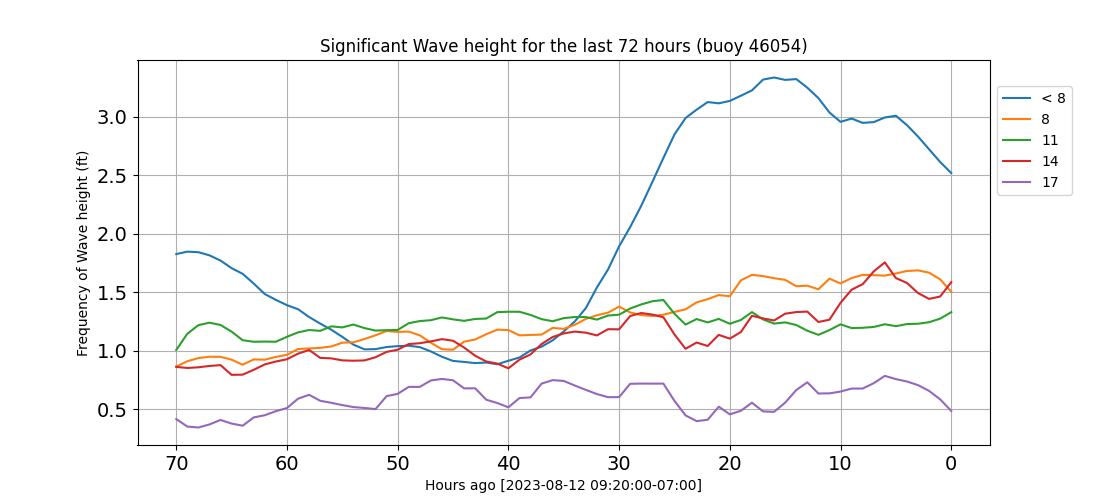 Significant Wave height for the last 72 hours (buoy 46054)
Frequency of Wave height (ft)
3.0
2.5
2.0
1.5
1.0
0.5
70 60 50 40 30 20 10 0
Hours ago [2023-08-12 09:20:00-07:00]
< 8
8
11
14
17